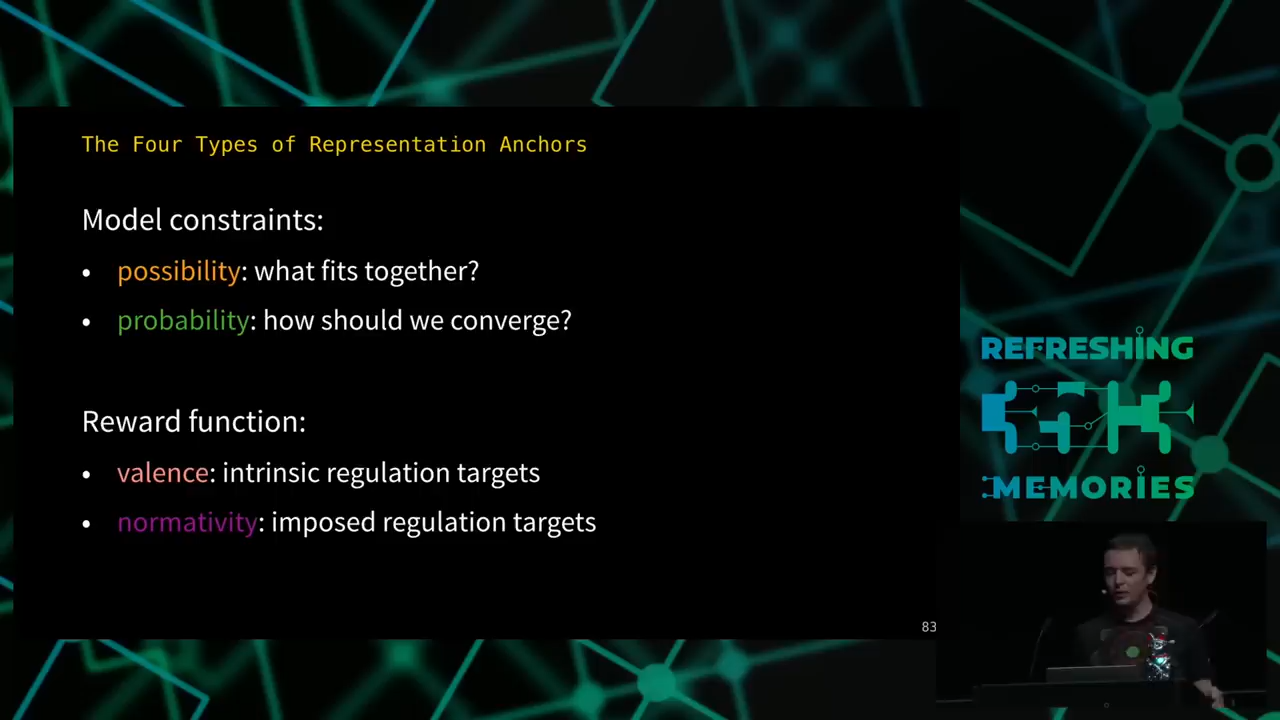 The Four Types of Representation Anchors
Model constraints:
• possibility: what fits together?
• probability: how should we converge?
Reward function:
• valence: intrinsic regulation targets
• normativity: imposed regulation targets
83
REFRESHING
MEMORIES